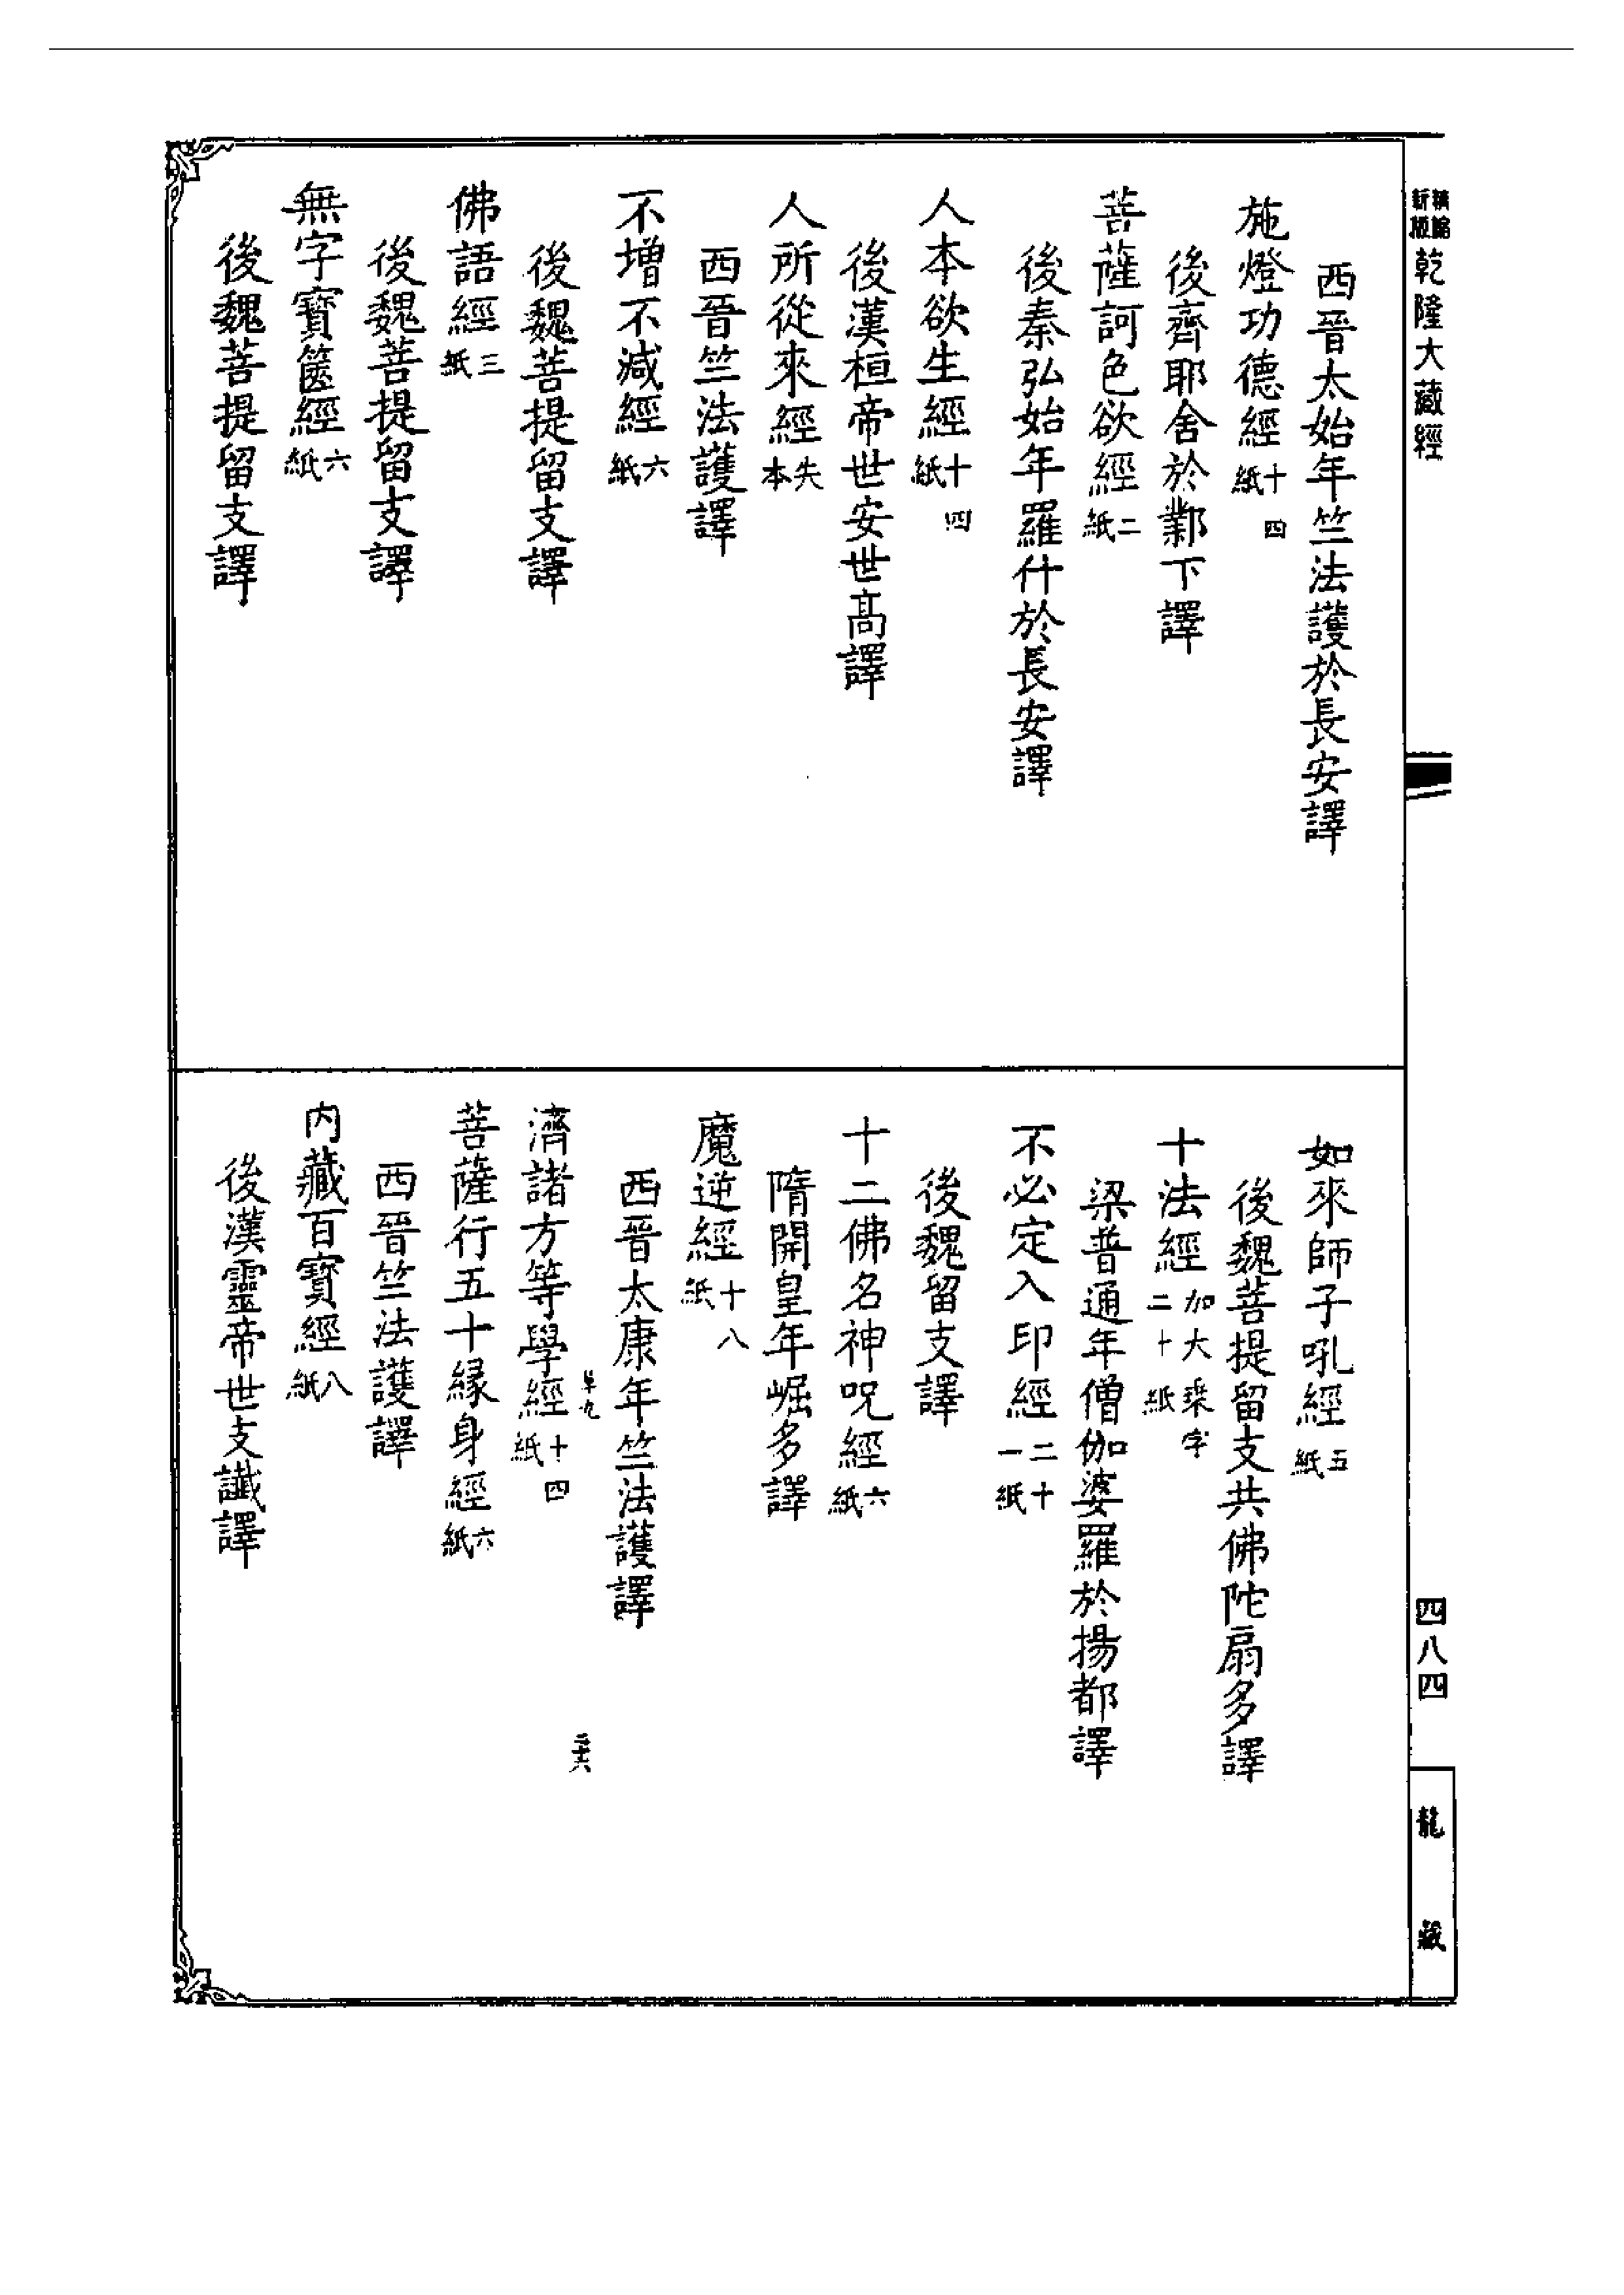 新版
精縮
乾隆大藏經
西晉太始年竺法護於長安譯
施燈功德經十四紙
後齊耶舍於鄴下譯
菩薩訶色欲經二紙
後秦弘始年羅什於長安譯
人本欲生經十四紙
後漢桓帝世安世高譯
人所從來經失本
西晉竺法護譯
不增不減經六紙
後魏菩提留支譯
佛語經三紙
後魏菩提留支譯
無字寶篋經六紙
後魏菩提留支譯
如來師子吼經五紙
後魏菩提留支共佛陀扇多譯
十法經加大乘字二十紙
梁普通年僧伽婆羅於揚都譯
不必定入印經二十一紙
後魏留支譯
十二佛名神呪經六紙
隋開皇年崛多譯
魔逆經十八紙
西晉太康年竺法護譯
濟諸方等學經十四紙
菩薩行五十緣身經六紙
西晉竺法護譯
內藏百寶經八紙
後漢靈帝世支讖譯
四八四
龍藏